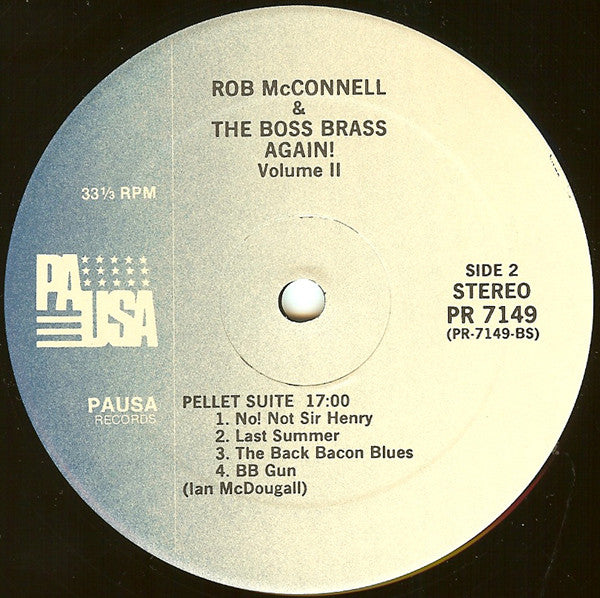 ROB McCONNELL
&
THE BOSS BRASS
AGAIN!
Volume II
33⅓ RPM
PAUSA
SIDE 2
STEREO
PR 7149
(PR-7149-BS)
PAUSA
RECORDS
PELLET SUITE 17:00
1. No! Not Sir Henry
2. Last Summer
3. The Back Bacon Blues
4. BB Gun
(Ian McDougall)